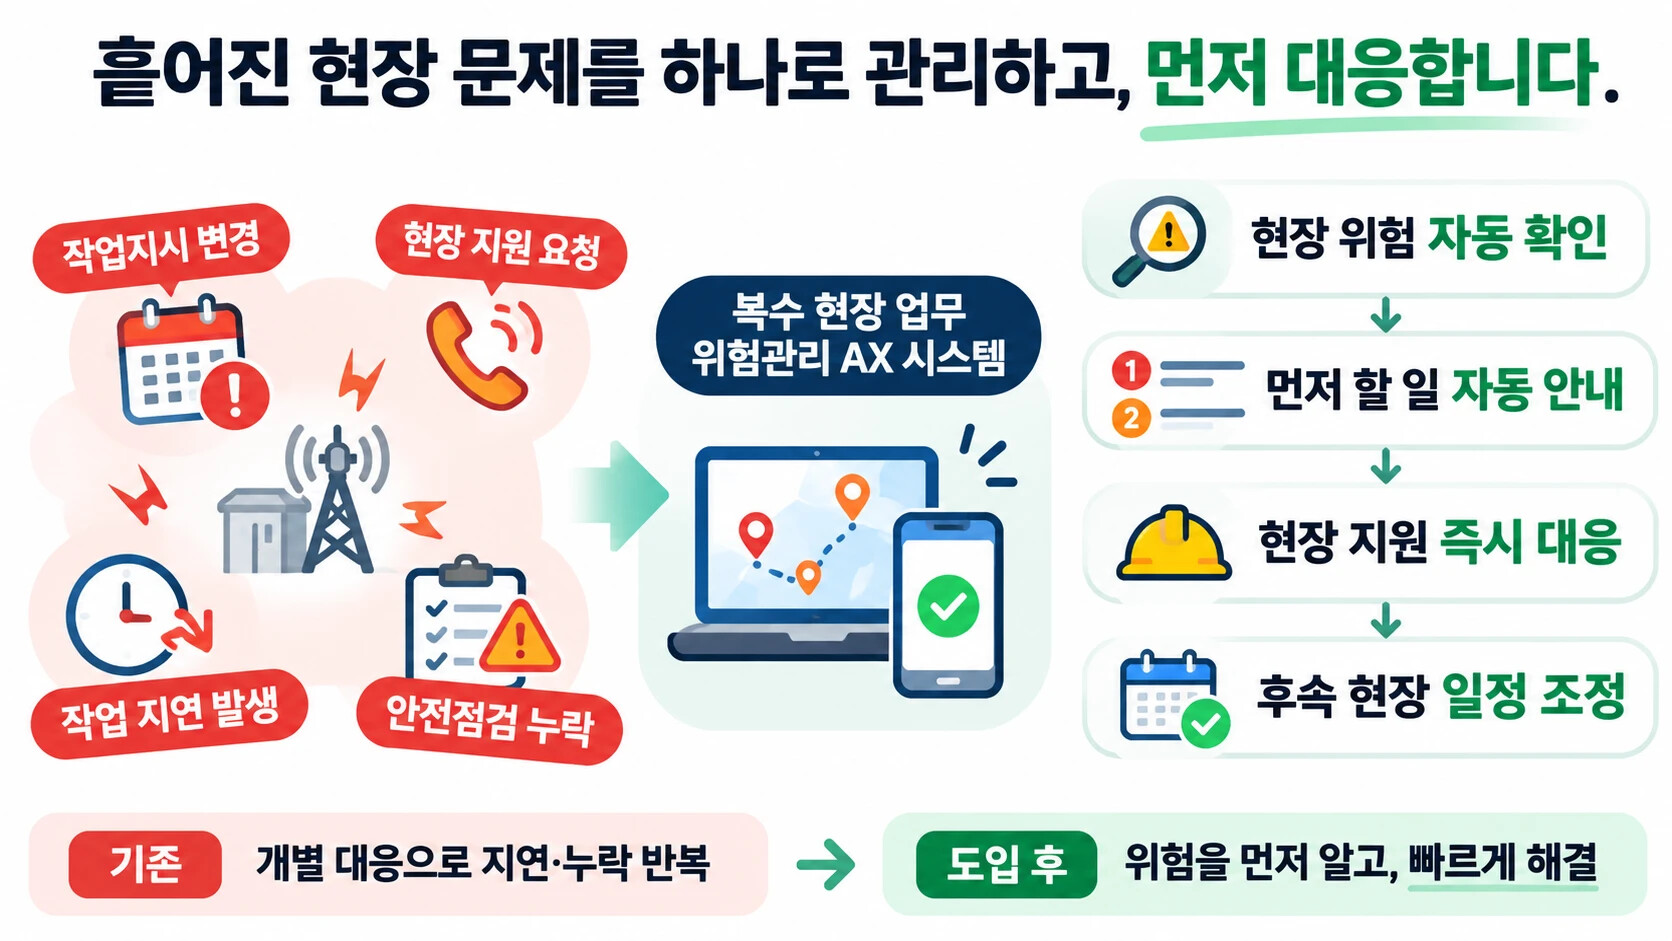 흩어진 현장 문제를 하나로 관리하고, 먼저 대응합니다.
작업지시 변경
현장 지원 요청
작업 지연 발생
안전점검 누락
복수 현장 업무
위험관리 AX 시스템
현장 위험 자동 확인
1
2
먼저 할 일 자동 안내
현장 지원 즉시 대응
후속 현장 일정 조정
기존
개별 대응으로 지연·누락 반복
도입 후
위험을 먼저 알고, 빠르게 해결